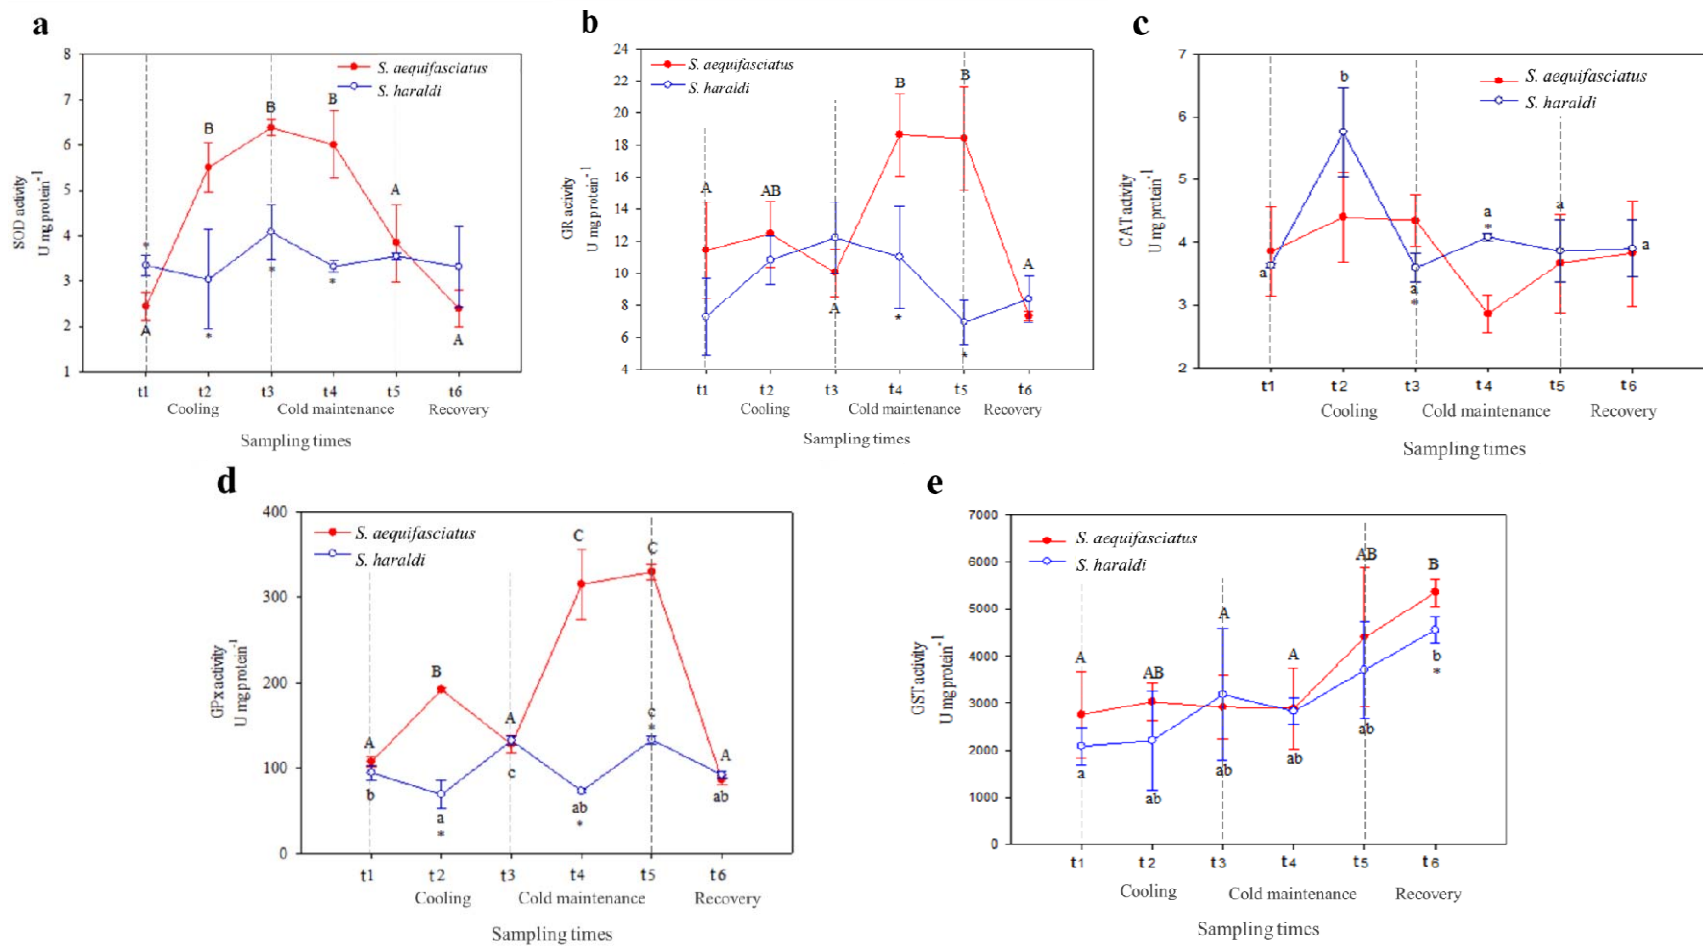 a
8
7
6
5
4
3
2
1
SOD activity
U mg protein-1
S. aequifasciatus
S. haraldi
*
A
B
*
B
*
B
*
A
A
t1 t2 t3 t4 t5 t6
Cooling Cold maintenance Recovery
Sampling times
b
24
22
20
18
16
14
12
10
8
6
4
GR activity
U mg protein-1
S. aequifasciatus
S. haraldi
A
AB
A
B
*
B
*
A
t1 t2 t3 t4 t5 t6
Cooling Cold maintenance Recovery
Sampling times
c
7
6
5
4
3
2
CAT activity
U mg protein-1
S. aequifasciatus
S. haraldi
a
b
a
*
a
*
a
a
t1 t2 t3 t4 t5 t6
Cooling Cold maintenance Recovery
Sampling times
d
400
300
200
100
0
GPx activity
U mg protein-1
S. aequifasciatus
S. haraldi
A
b
B
a
*
A
c
C
ab
*
C
c
*
A
ab
t1 t2 t3 t4 t5 t6
Cooling Cold maintenance Recovery
Sampling times
e
7000
6000
5000
4000
3000
2000
1000
0
GST activity
U mg protein-1
S. aequifasciatus
S. haraldi
A
a
AB
ab
A
ab
A
ab
AB
ab
B
b
*
t1 t2 t3 t4 t5 t6
Cooling Cold maintenance Recovery
Sampling times